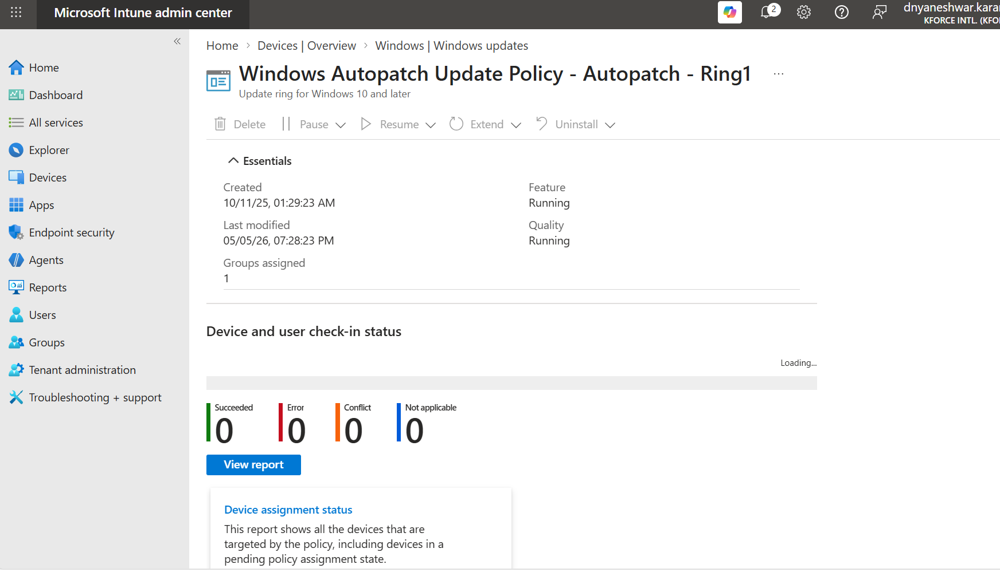 Microsoft Intune admin center
2
KFORCE INTL.
Home
Dashboard
All services
Explorer
Devices
Apps
Endpoint security
Agents
Reports
Users
Groups
Tenant administration
Troubleshooting + support
Home > Devices | Overview > Windows | Windows updates
Windows Autopatch Update Policy - Autopatch - Ring1 ...
Update ring for Windows 10 and later
Delete Pause Resume Extend Uninstall
Essentials
Created
10/11/25, 01:29:23 AM
Last modified
05/05/26, 07:28:23 PM
Groups assigned
1
Feature
Running
Quality
Running
Device and user check-in status
Loading...
Succeeded
0
Error
0
Conflict
0
Not applicable
0
View report
Device assignment status
This report shows all the devices that are
targeted by the policy, including devices in a
pending policy assignment state.